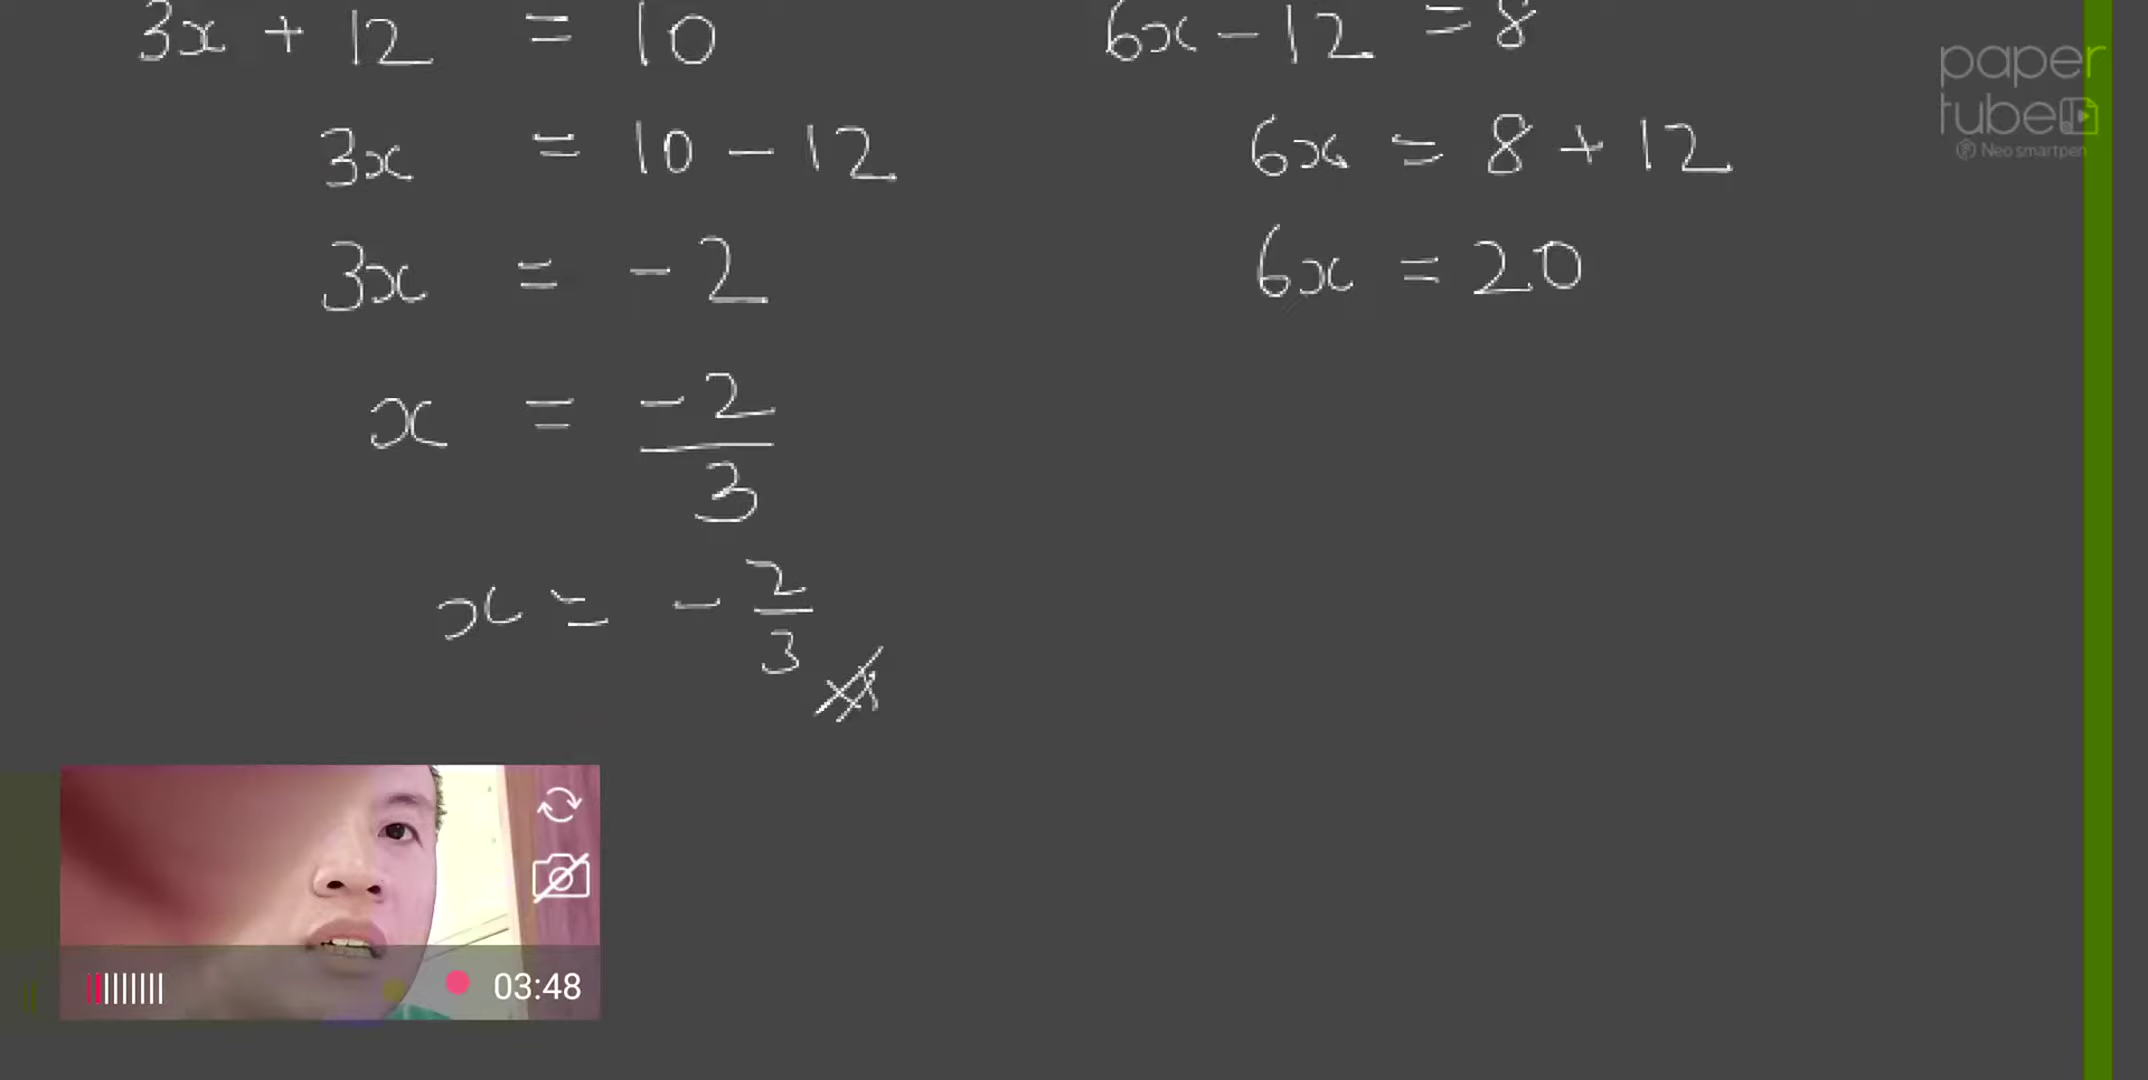 3x + 12 = 10
3x = 10 - 12
3x = -2
x = -2/3
x = -2/3
6x - 12 = 8
6x = 8 + 12
6x = 20
paper
tube
Neo smartpen
03:48